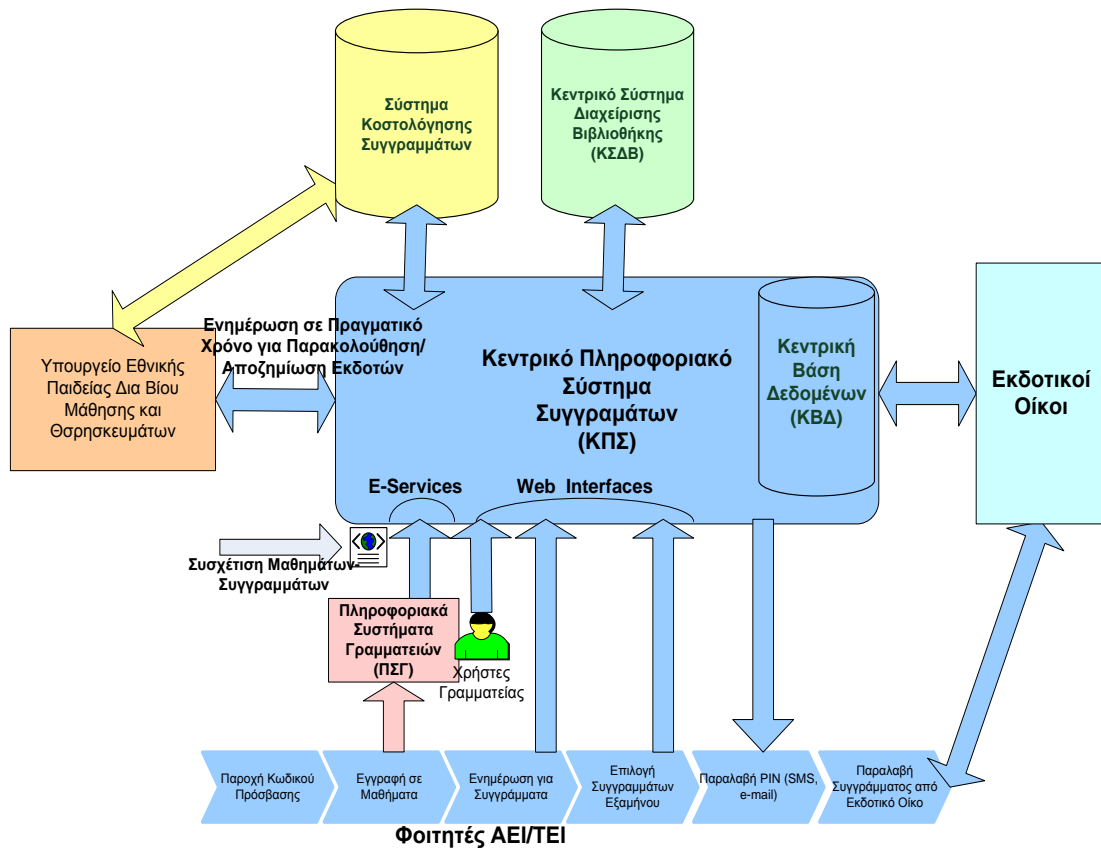 Σύστημα
Κοστολόγησης
Συγγραμμάτων
Κεντρικό Σύστημα
Διαχείρισης
Βιβλιοθήκης
(ΚΣΔΒ)
Ενημέρωση σε Πραγματικό
Χρόνο για Παρακολούθηση/
Αποζημίωση Εκδοτών
Υπουργείο Εθνικής
Παιδείας Δια Βίου
Μάθησης και
Θσρησκευμάτων
Κεντρικό Πληροφοριακό
Σύστημα
Συγγραμάτων
(ΚΠΣ)
Κεντρική
Βάση
Δεδομένων
(ΚΒΔ)
Εκδοτικοί
Οίκοι
E-Services
Web Interfaces
Συσχέτιση Μαθημάτων-
Συγγραμμάτων
Πληροφοριακά
Συστήματα
Γραμματειών
(ΠΣΓ)
Χρήστες
Γραμματείας
Παροχή Κωδικού
Πρόσβασης
Εγγραφή σε
Μαθήματα
Ενημέρωση για
Συγγράμματα
Επιλογή
Συγγραμμάτων
Εξαμήνου
Παραλαβή PIN (SMS,
e-mail)
Παραλαβή
Συγγράμματος από
Εκδοτικό Οίκο
Φοιτητές ΑΕΙ/ΤΕΙ